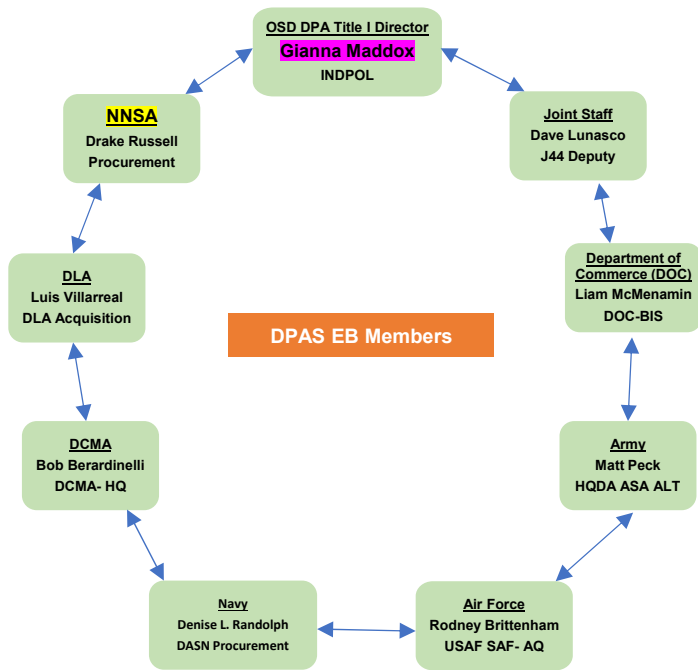 OSD DPA Title I Director
Gianna Maddox
INDPOL
NNSA
Drake Russell
Procurement
Joint Staff
Dave Lunasco
J44 Deputy
DLA
Luis Villarreal
DLA Acquisition
Department of
Commerce (DOC)
Liam McMenamin
DOC-BIS
DPAS EB Members
DCMA
Bob Berardinelli
DCMA- HQ
Army
Matt Peck
HQDA ASA ALT
Navy
Denise L. Randolph
DASN Procurement
Air Force
Rodney Brittenham
USAF SAF- AQ